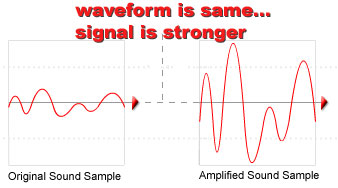 waveform is same...
signal is stronger
Original Sound Sample
Amplified Sound Sample